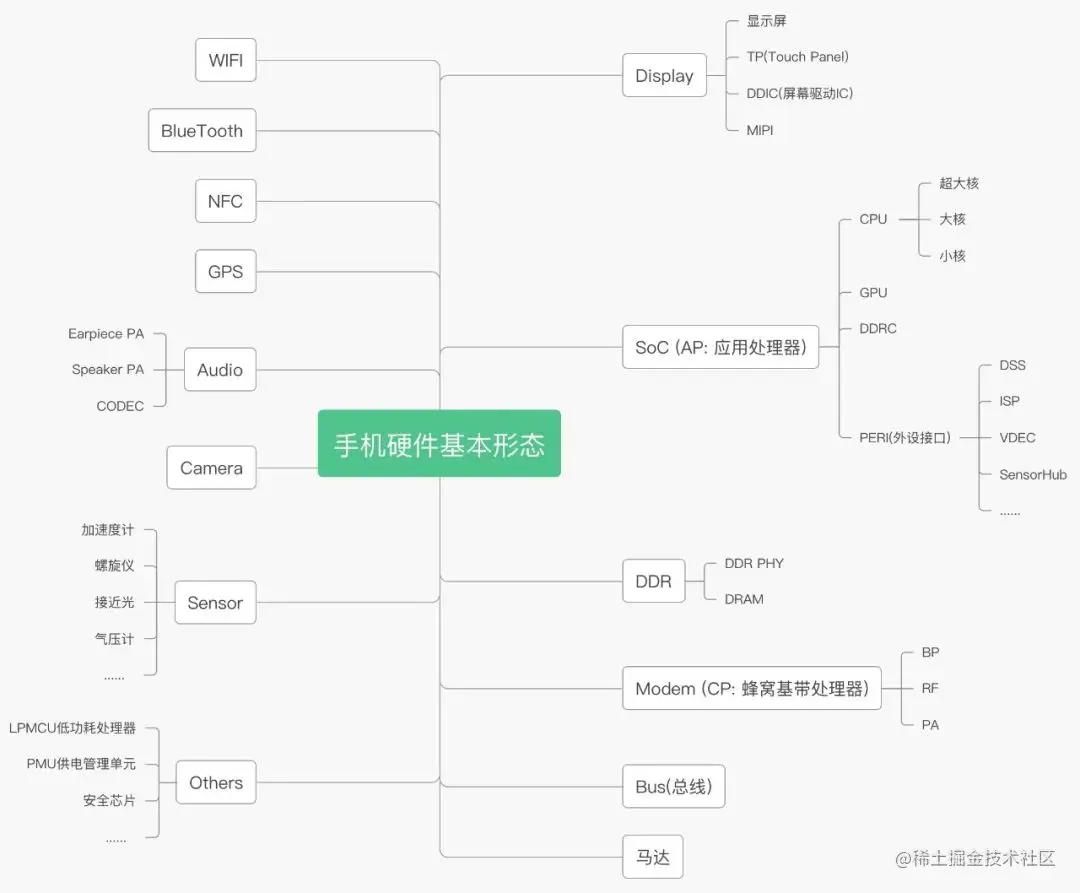 手机硬件基本形态
WIFI
BlueTooth
NFC
GPS
Audio
Earpiece PA
Speaker PA
CODEC
Camera
Sensor
加速度计
螺旋仪
接近光
气压计
......
Others
LPMCU低功耗处理器
PMU供电管理单元
安全芯片
......
Display
显示屏
TP(Touch Panel)
DDIC(屏幕驱动IC)
MIPI
SoC (AP: 应用处理器)
CPU
超大核
大核
小核
GPU
DDRC
PERI(外设接口)
DSS
ISP
VDEC
SensorHub
......
DDR
DDR PHY
DRAM
Modem (CP: 蜂窝基带处理器)
BP
RF
PA
Bus(总线)
马达
@稀土掘金技术社区